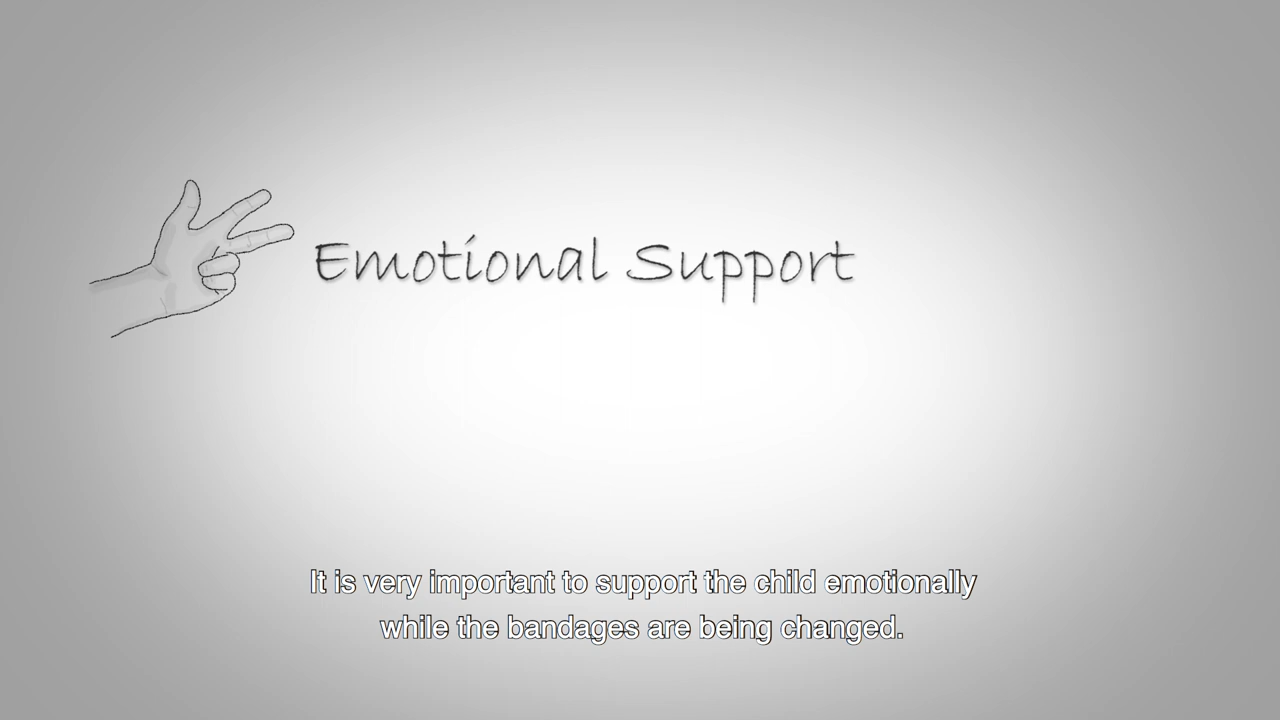 Emotional Support
It is very important to support the child emotionally
while the bandages are being changed.